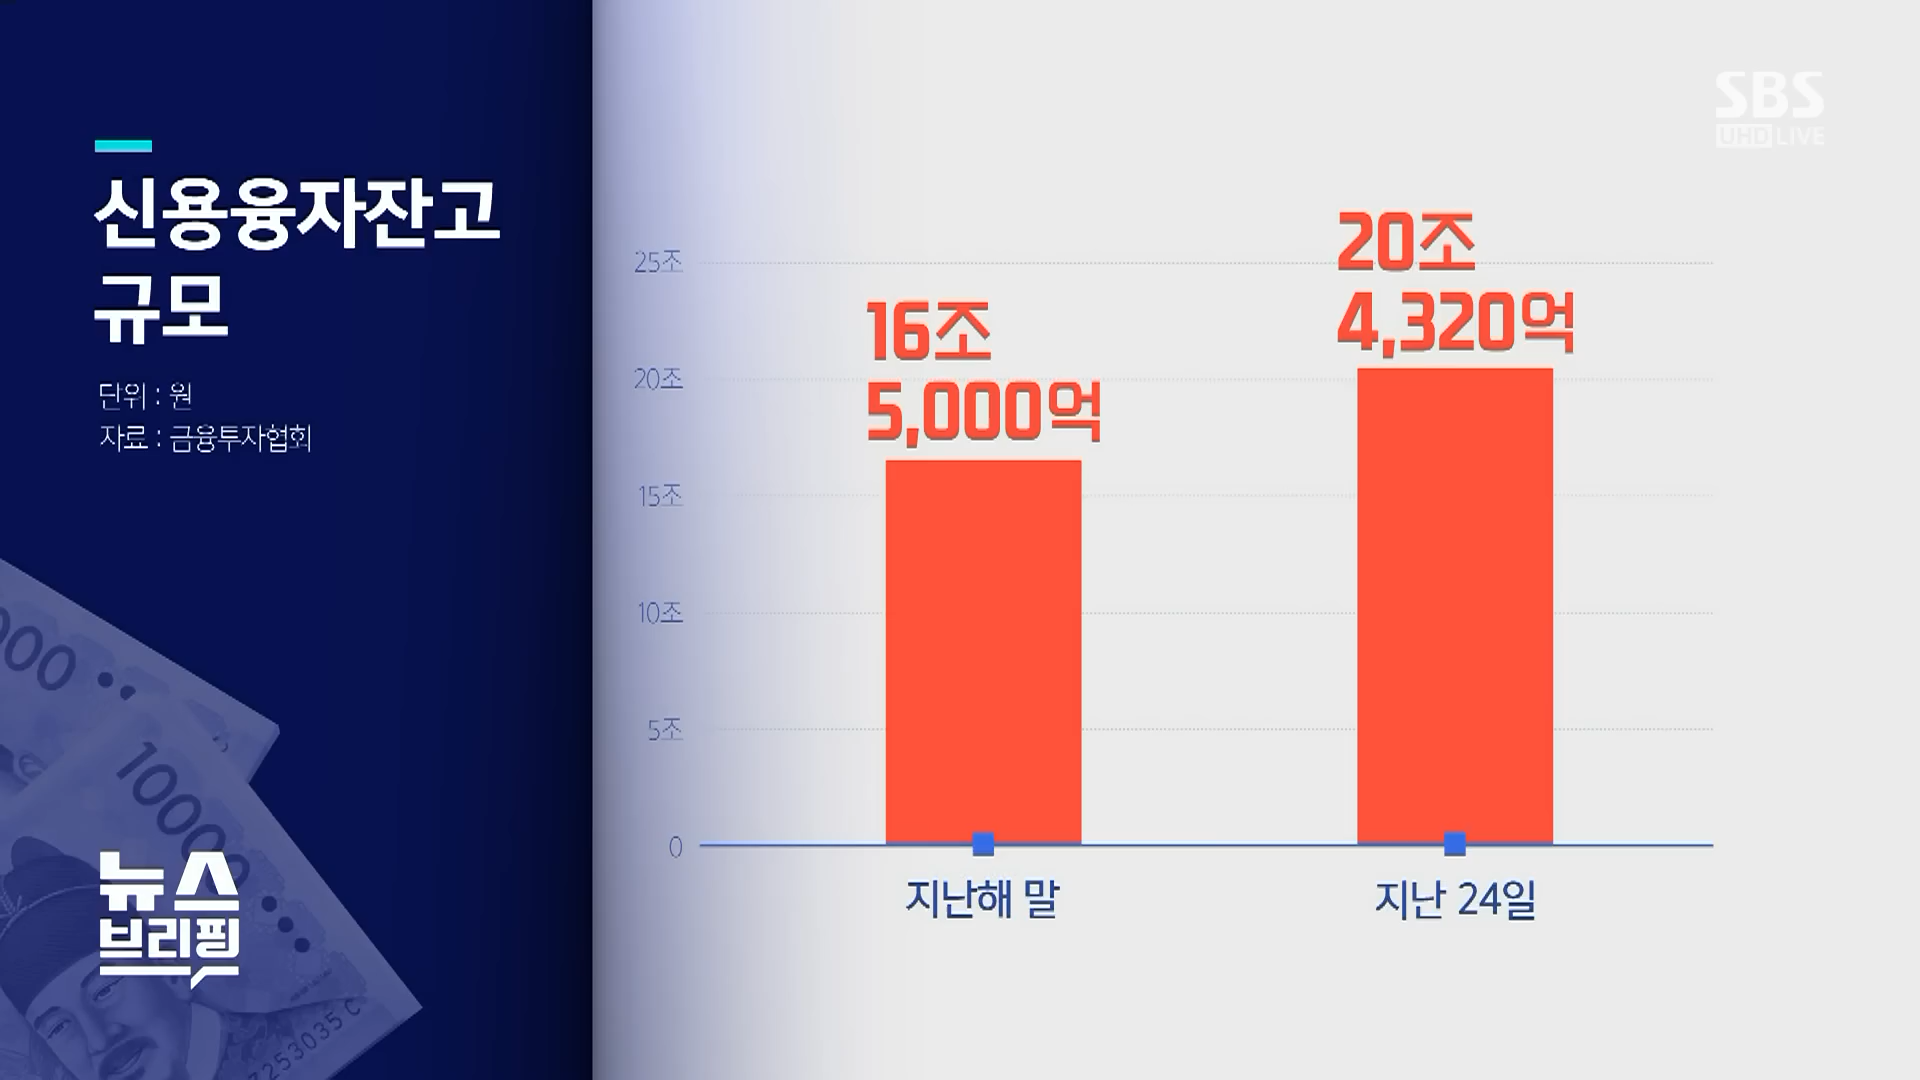 신용융자잔고
규모
단위 : 원
자료 : 금융투자협회
SBS
UHD LIVE
25조
20조
15조
10조
5조
0
16조
5,000억
20조
4,320억
지난해 말
지난 24일
000
10000
7253035 C
뉴스
브리핑